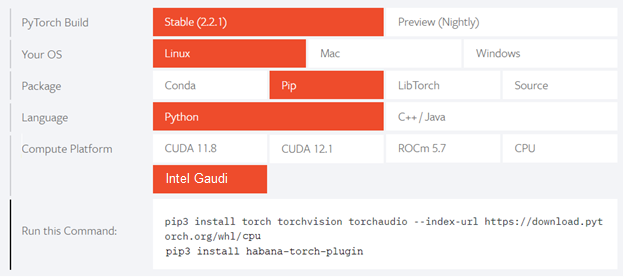 PyTorch Build Stable (2.2.1) Preview (Nightly)
Your OS Linux Mac Windows
Package Conda Pip LibTorch Source
Language Python C++ / Java
Compute Platform CUDA 11.8 CUDA 12.1 ROCm 5.7 CPU
Intel Gaudi
Run this Command:
pip3 install torch torchvision torchaudio --index-url https://download.pyt
orch.org/whl/cpu
pip3 install habana-torch-plugin